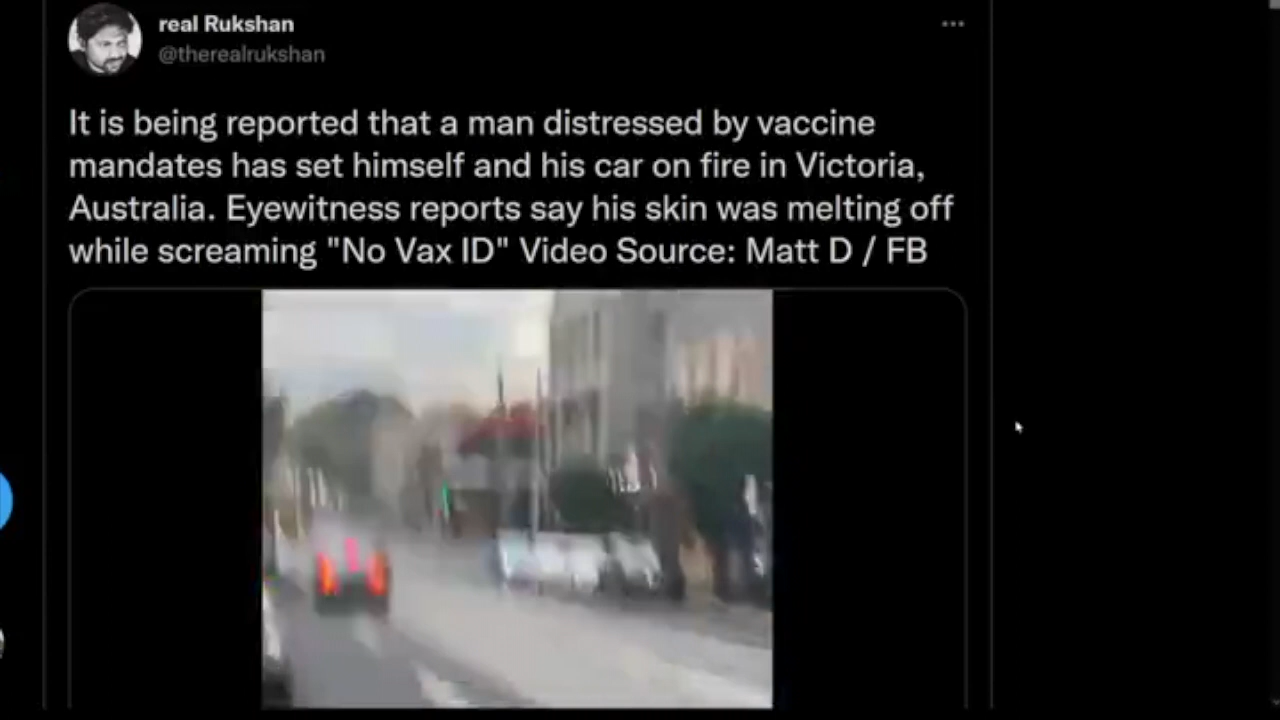 real Rukshan
@therealrukshan
It is being reported that a man distressed by vaccine
mandates has set himself and his car on fire in Victoria,
Australia. Eyewitness reports say his skin was melting off
while screaming "No Vax ID" Video Source: Matt D / FB